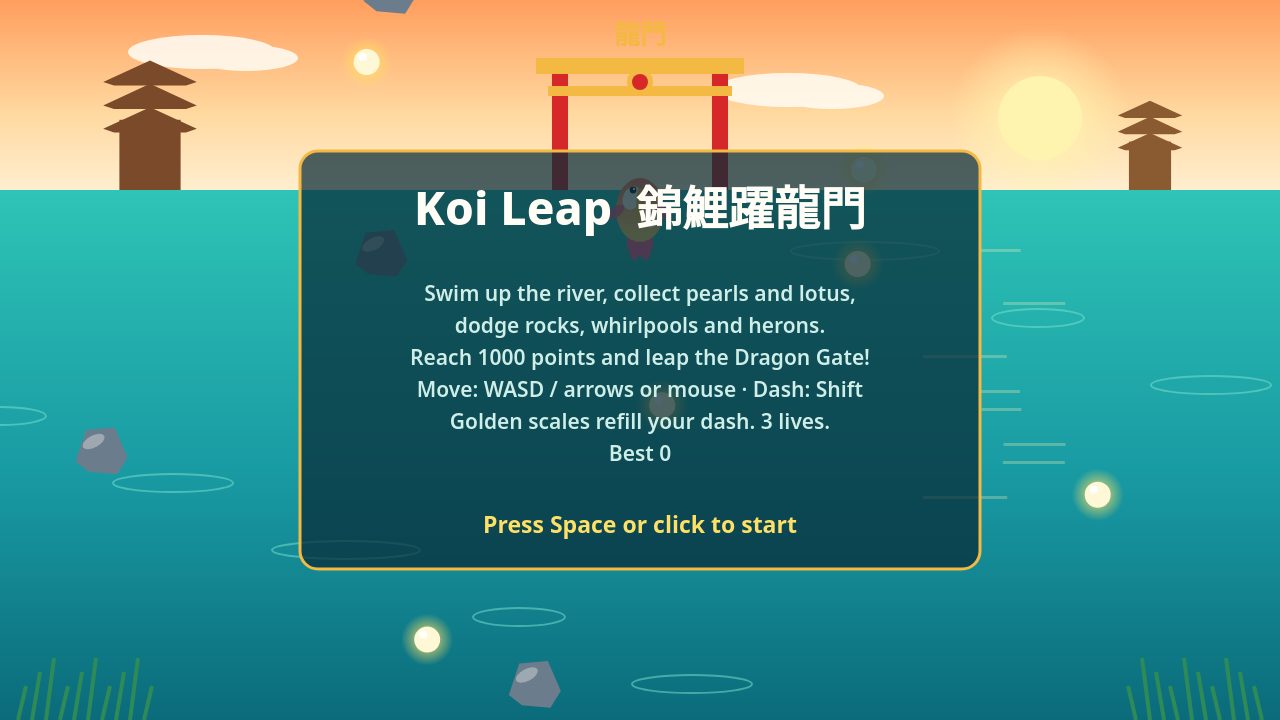 龍門
Koi Leap 錦鯉躍龍門
Swim up the river, collect pearls and lotus,
dodge rocks, whirlpools and herons.
Reach 1000 points and leap the Dragon Gate!
Move: WASD / arrows or mouse · Dash: Shift
Golden scales refill your dash. 3 lives.
Best 0
Press Space or click to start